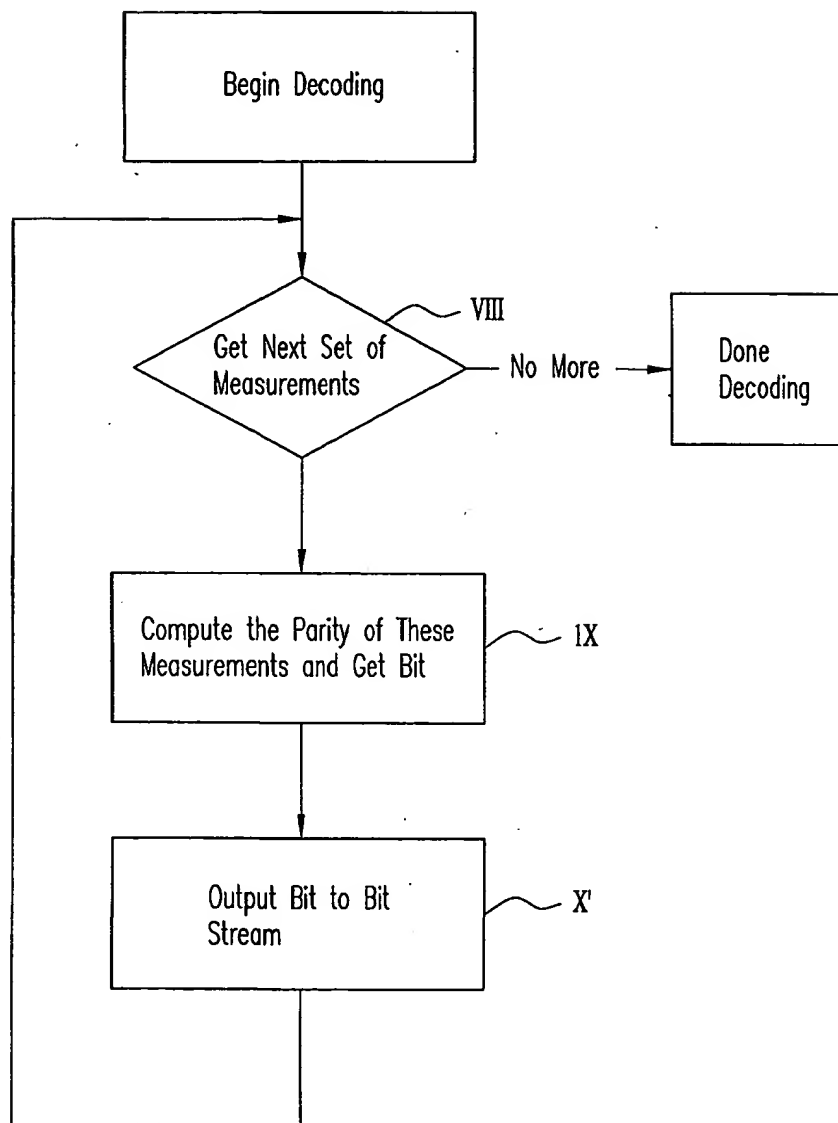 Begin Decoding
VIII
Get Next Set of
Measurements
No More
Done
Decoding
Compute the Parity of These
Measurements and Get Bit
1X
Output Bit to Bit
Stream
X'